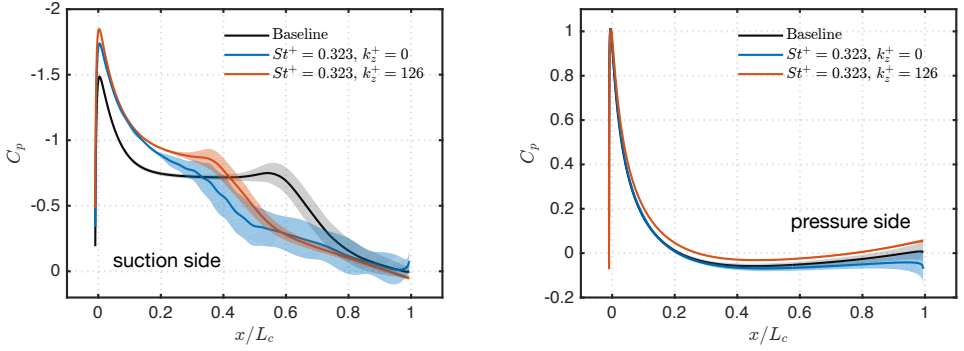 -2
-1.5
-1
-0.5
0
C_p
0
0.2
0.4
0.6
0.8
1
x/L_c
Baseline
St^+ = 0.323, k_z^+ = 0
St^+ = 0.323, k_z^+ = 126
suction side
1
0.8
0.6
0.4
0.2
0
-0.2
C_p
0
0.2
0.4
0.6
0.8
1
x/L_c
Baseline
St^+ = 0.323, k_z^+ = 0
St^+ = 0.323, k_z^+ = 126
pressure side